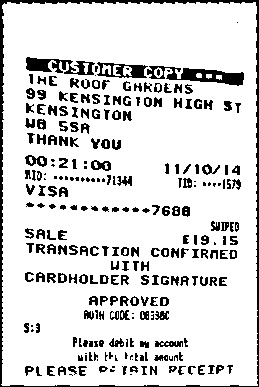 CUSTOMER COPY ***
THE ROOF GARDENS
99 KENSINGTON HIGH ST
KENSINGTON
W8 5SA
THANK YOU
00:21:00 11/10/14
MID: **********71344 TID: ****1579
VISA
************7688
SWIPED
SALE £19.15
TRANSACTION CONFIRMED
WITH
CARDHOLDER SIGNATURE
APPROVED
AUTH CODE: 08338C
S:3
Please debit my account
with the total amount
PLEASE RETAIN RECEIPT